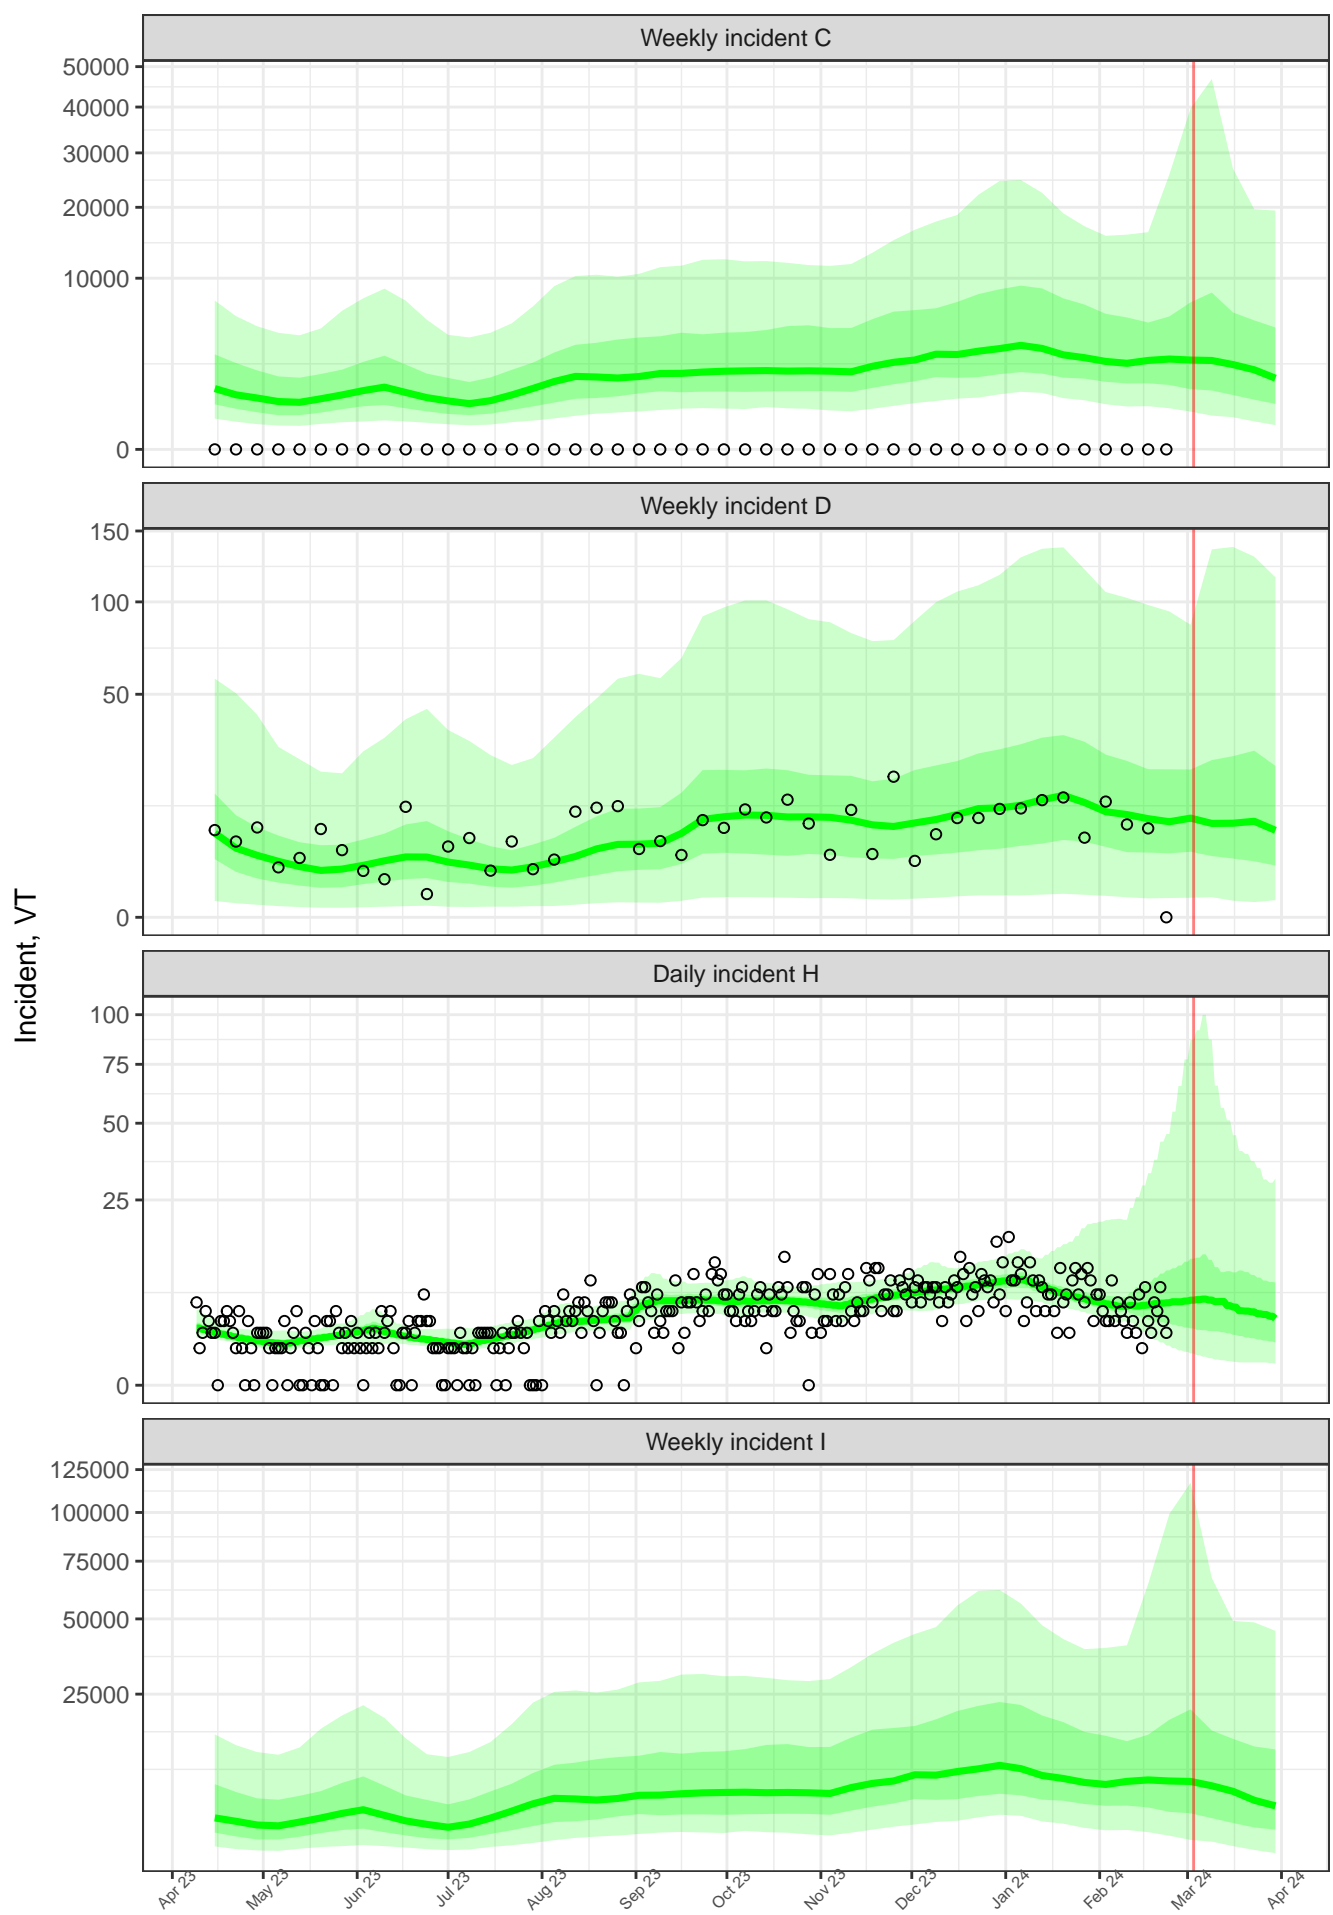 Weekly incident C
50000
40000
30000
20000
10000
0
Weekly incident D
150
100
50
0
Incident, VT
Daily incident H
100
75
50
25
0
Weekly incident I
125000
100000
75000
50000
25000
Apr 23
May 23
Jun 23
Jul 23
Aug 23
Sep 23
Oct 23
Nov 23
Dec 23
Jan 24
Feb 24
Mar 24
Apr 24